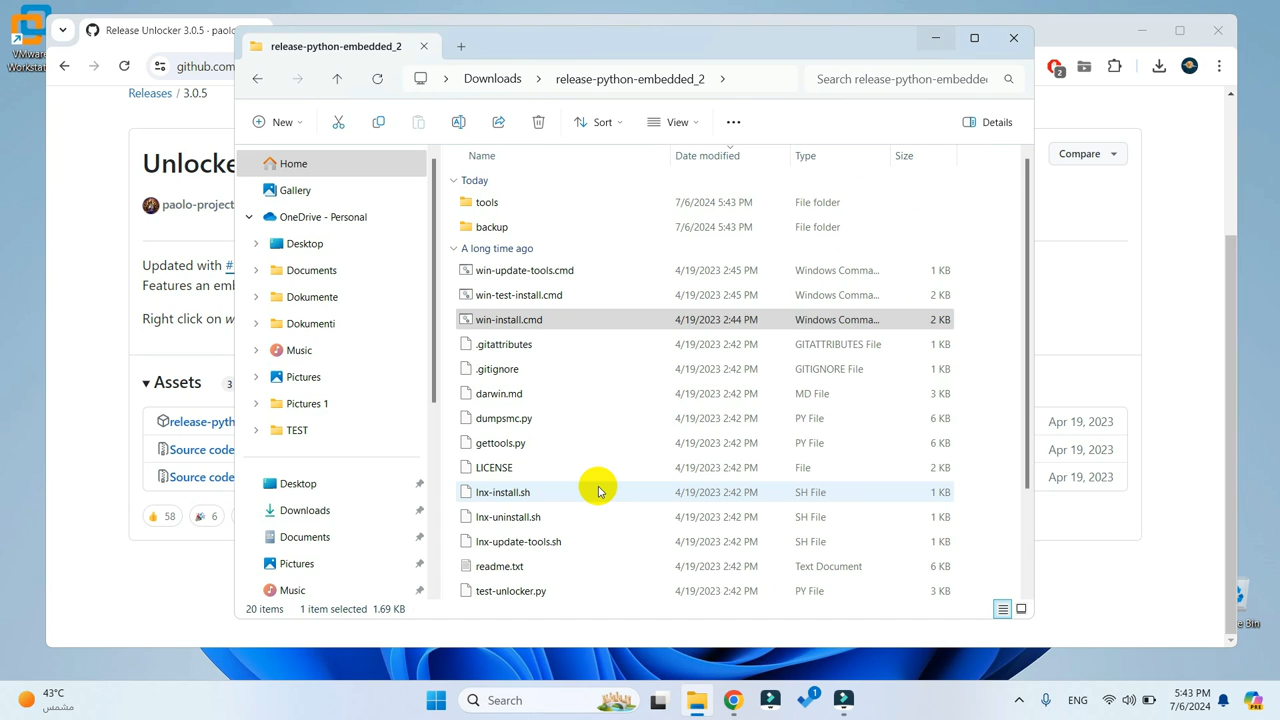 VMware
Workstat
Release Unlocker 3.0.5 · paolo
github.com
2
Releases / 3.0.5
Unlocke
paolo-project
Compare
Updated with #
Features an emb
Right click on w
Assets 3
release-pyth
Source code
Source code
Apr 19, 2023
Apr 19, 2023
Apr 19, 2023
58
6
release-python-embedded_2
Downloads
release-python-embedded_2
Search release-python-embedde
New
Sort
View
Details
Home
Gallery
OneDrive - Personal
Desktop
Documents
Dokumente
Dokumenti
Music
Pictures
Pictures 1
TEST
Desktop
Downloads
Documents
Pictures
Music
Name Date modified Type Size
Today
tools 7/6/2024 5:43 PM File folder
backup 7/6/2024 5:43 PM File folder
A long time ago
win-update-tools.cmd 4/19/2023 2:45 PM Windows Comma... 1 KB
win-test-install.cmd 4/19/2023 2:45 PM Windows Comma... 2 KB
win-install.cmd 4/19/2023 2:44 PM Windows Comma... 2 KB
.gitattributes 4/19/2023 2:42 PM GITATTRIBUTES File 1 KB
.gitignore 4/19/2023 2:42 PM GITIGNORE File 1 KB
darwin.md 4/19/2023 2:42 PM MD File 3 KB
dumpsmc.py 4/19/2023 2:42 PM PY File 6 KB
gettools.py 4/19/2023 2:42 PM PY File 6 KB
LICENSE 4/19/2023 2:42 PM File 2 KB
lnx-install.sh 4/19/2023 2:42 PM SH File 1 KB
lnx-uninstall.sh 4/19/2023 2:42 PM SH File 1 KB
lnx-update-tools.sh 4/19/2023 2:42 PM SH File 1 KB
readme.txt 4/19/2023 2:42 PM Text Document 6 KB
test-unlocker.py 4/19/2023 2:42 PM PY File 3 KB
20 items 1 item selected 1.69 KB
e Bin
43°C
مشمس
Search
1
ENG
5:43 PM
7/6/2024
PRE